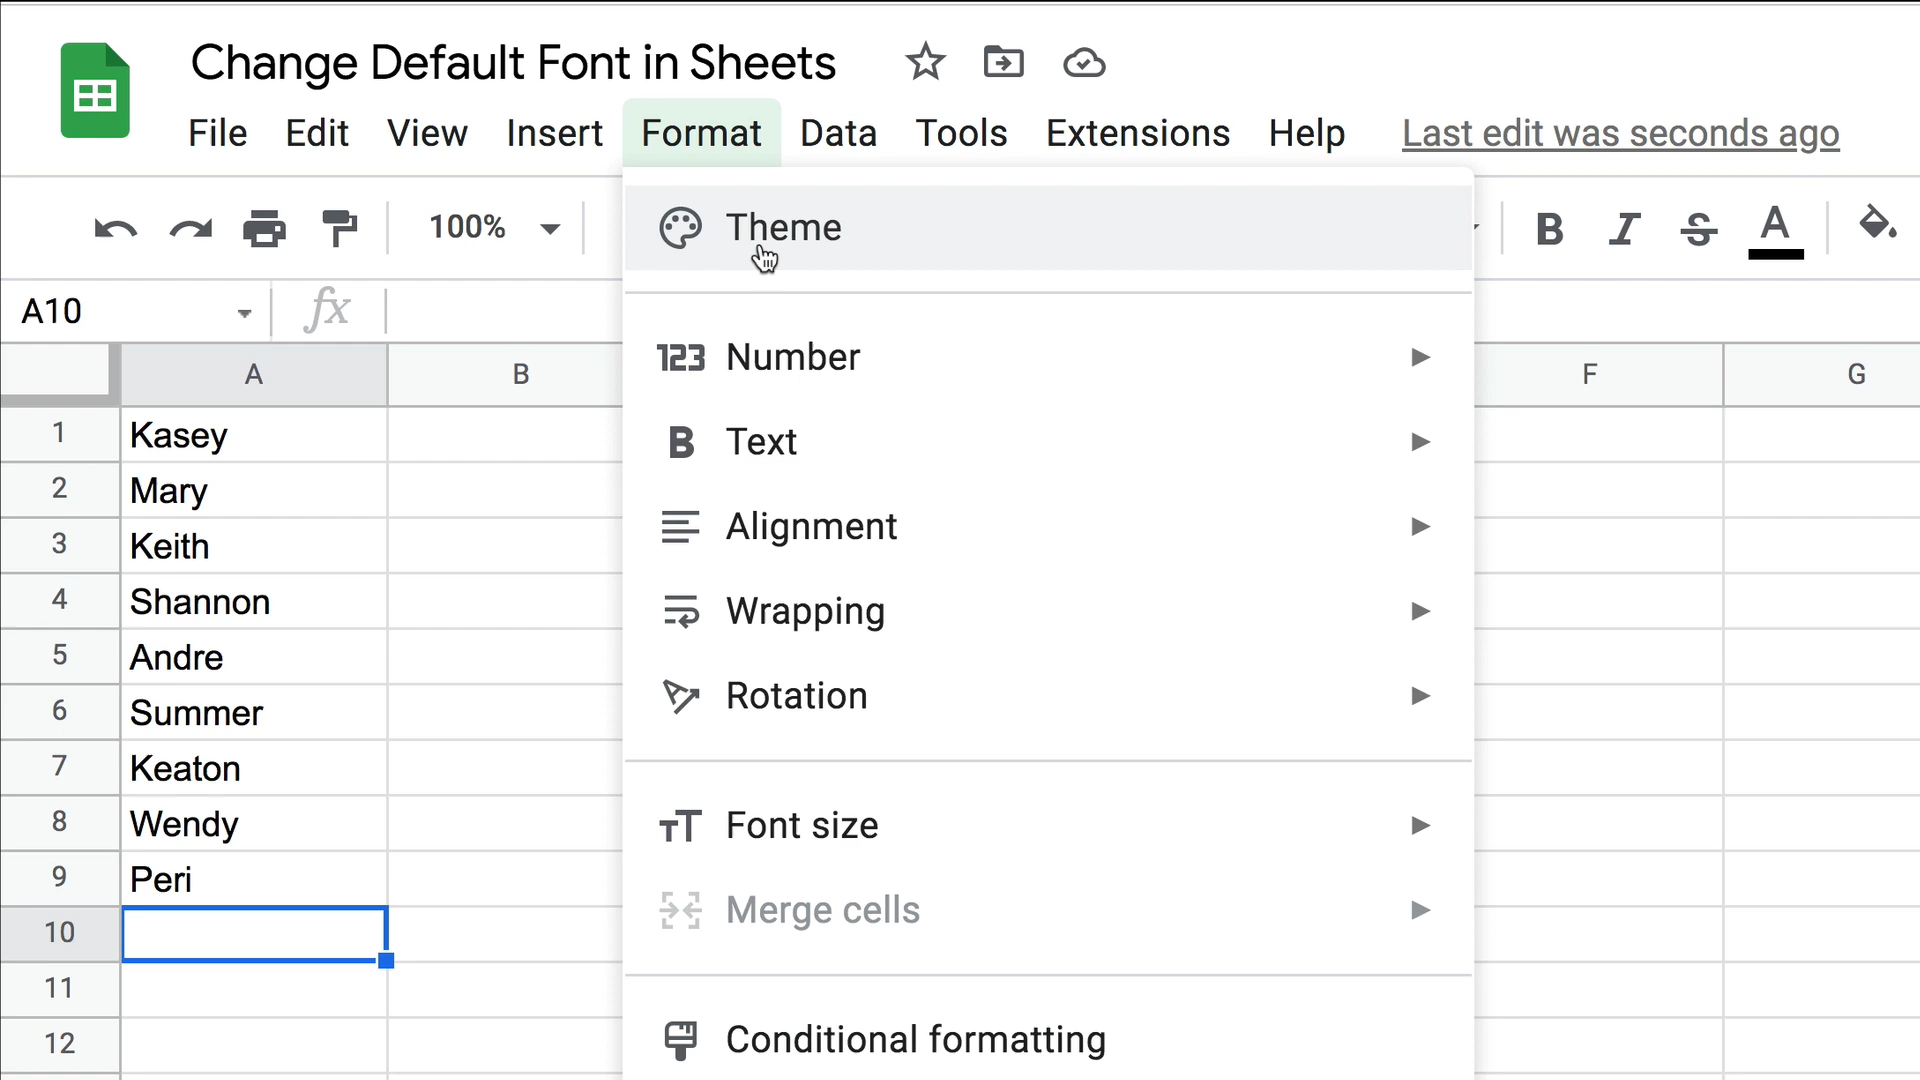 Change Default Font in Sheets
File Edit View Insert Format Data Tools Extensions Help Last edit was seconds ago
100% B I S A
Theme
A10 fx
123 Number
A B F G
1 Kasey
B Text
2 Mary
3 Keith
Alignment
4 Shannon
Wrapping
5 Andre
6 Summer
Rotation
7 Keaton
8 Wendy
TT Font size
9 Peri
Merge cells
10
11
12
Conditional formatting